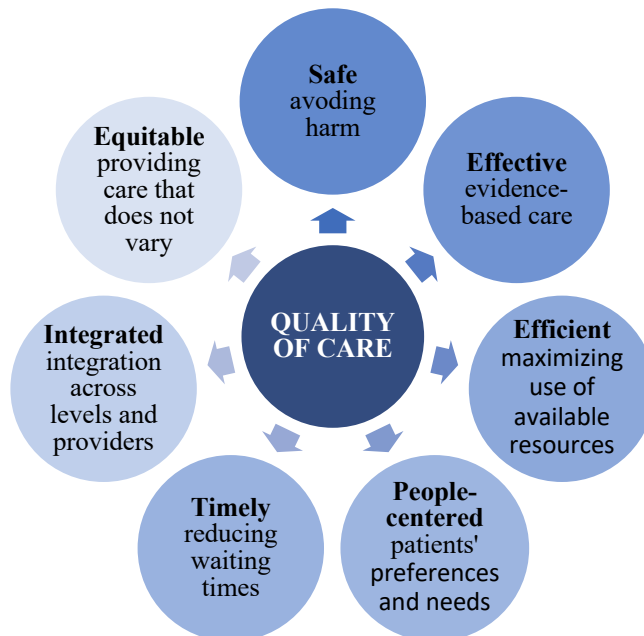 Safe
avoding
harm
Effective
evidence-
based care
Efficient
maximizing
use of
available
resources
People-
centered
patients'
preferences
and needs
Timely
reducing
waiting
times
Integrated
integration
across
levels and
providers
Equitable
providing
care that
does not
vary
QUALITY
OF CARE